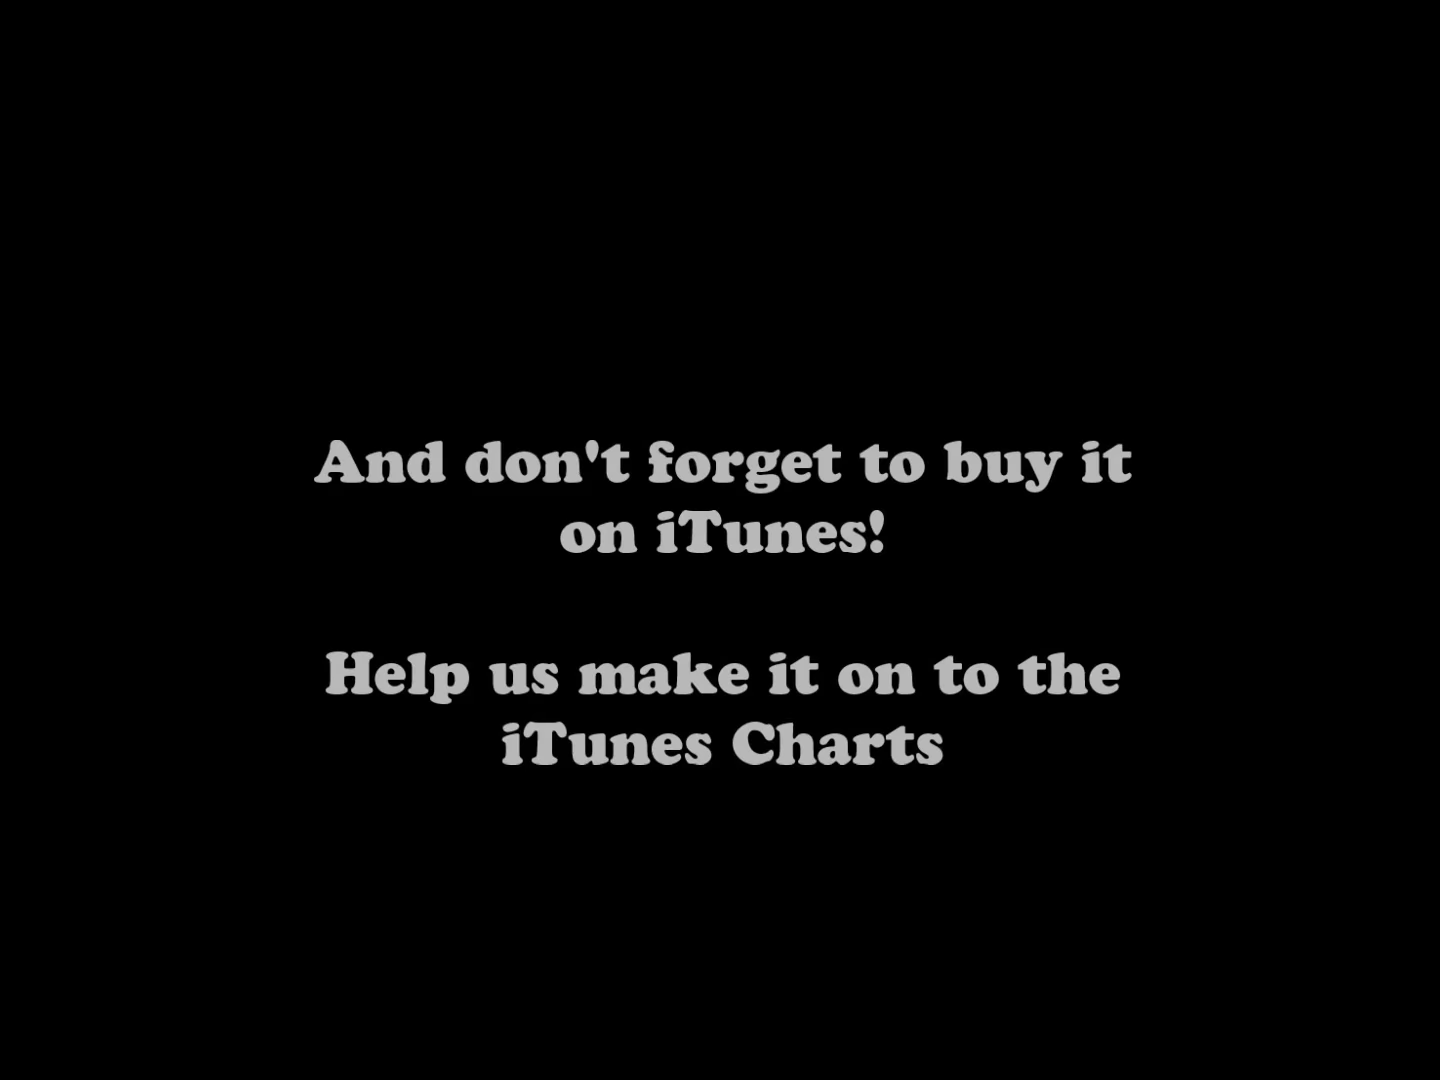 And don't forget to buy it
on iTunes!
Help us make it on to the
iTunes Charts